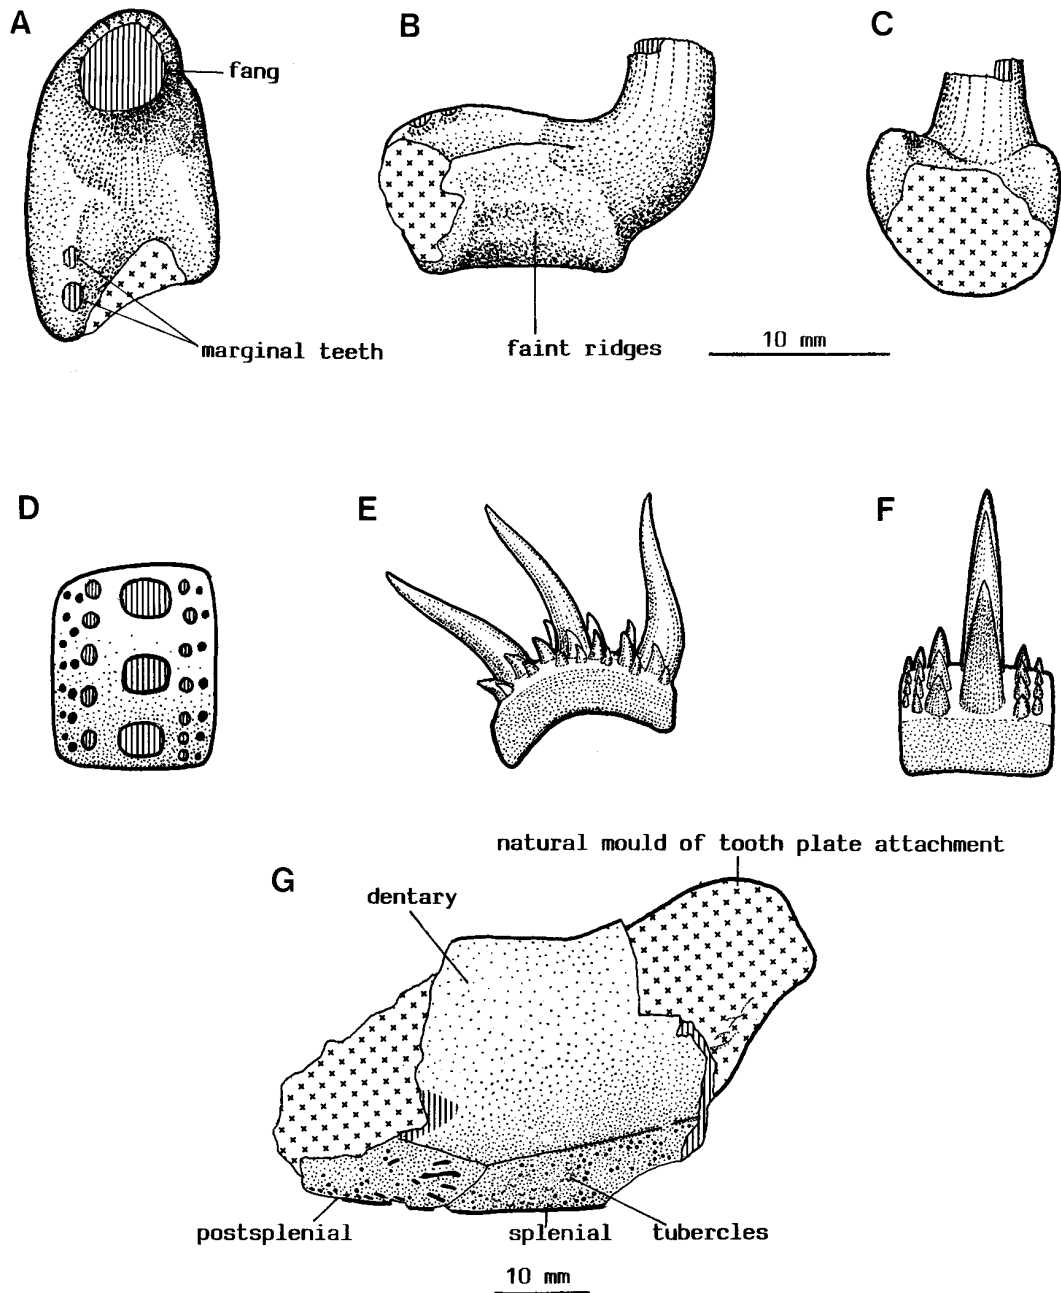 A
B
C
fang
marginal teeth
faint ridges
10 mm
D
E
F
natural mould of tooth plate attachment
G
dentary
postsplenial
splenial
tubercles
10 mm